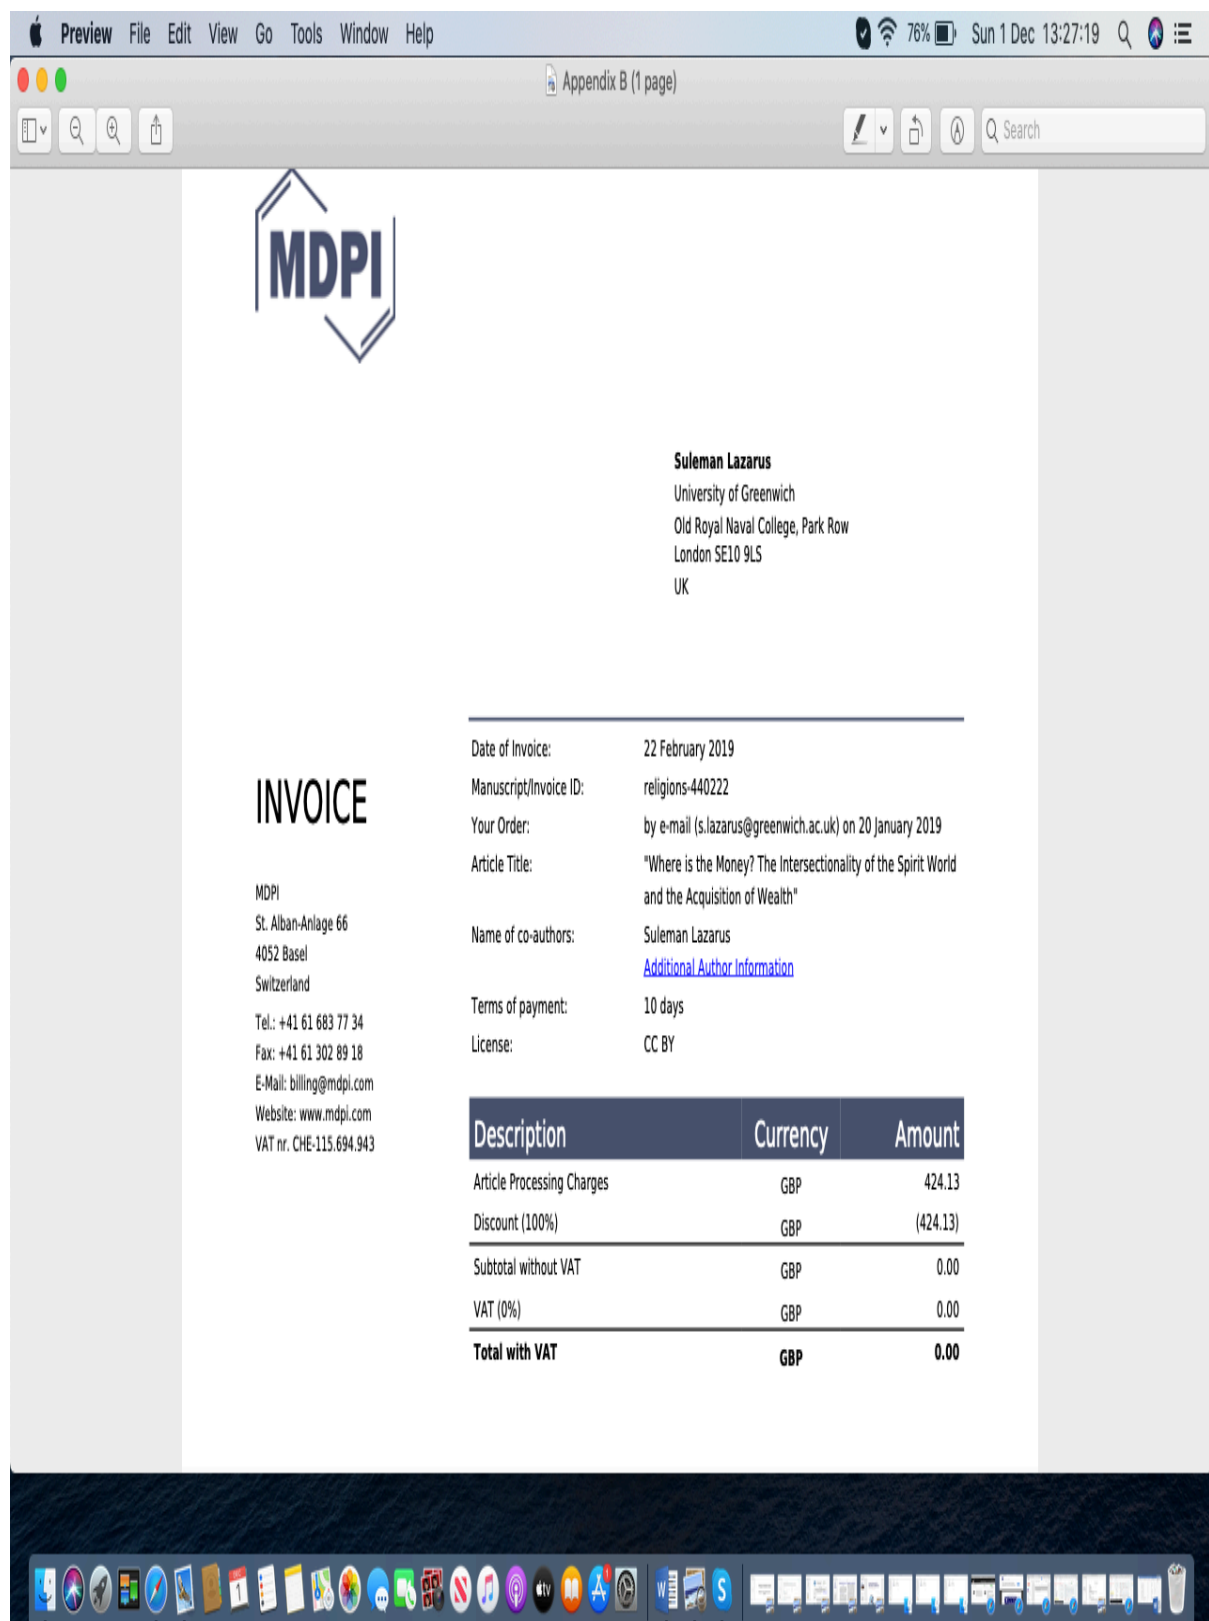 Preview File Edit View Go Tools Window Help 76% Sun 1 Dec 13:27:19
Appendix B (1 page)
Search
MDPI
Suleman Lazarus
University of Greenwich
Old Royal Naval College, Park Row
London SE10 9LS
UK
INVOICE
MDPI
St. Alban-Anlage 66
4052 Basel
Switzerland
Tel.: +41 61 683 77 34
Fax: +41 61 302 89 18
E-Mail: billing@mdpi.com
Website: www.mdpi.com
VAT nr. CHE-115.694.943
Date of Invoice: 22 February 2019
Manuscript/Invoice ID: religions-440222
Your Order: by e-mail (s.lazarus@greenwich.ac.uk) on 20 January 2019
Article Title: "Where is the Money? The Intersectionality of the Spirit World
and the Acquisition of Wealth"
Name of co-authors: Suleman Lazarus
Additional Author Information
Terms of payment: 10 days
License: CC BY
Description Currency Amount
Article Processing Charges GBP 424.13
Discount (100%) GBP (424.13)
Subtotal without VAT GBP 0.00
VAT (0%) GBP 0.00
Total with VAT GBP 0.00
1 tv W S